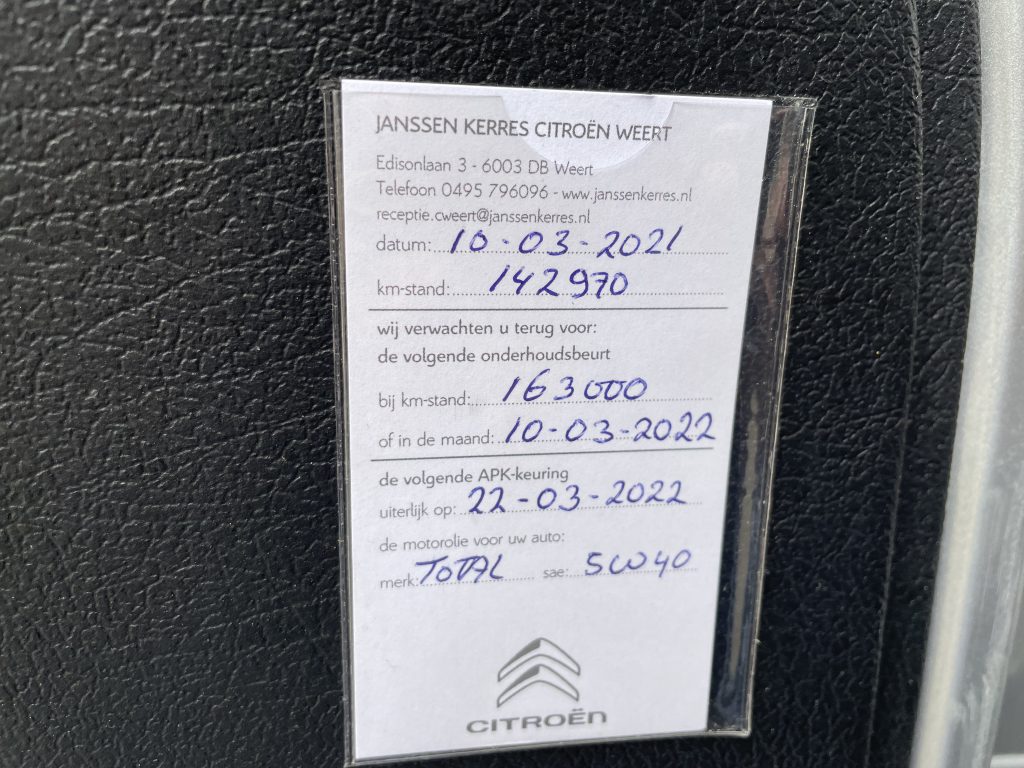 JANSSEN KERRES CITROËN WEERT
Edisonlaan 3 - 6003 DB Weert
Telefoon 0495 796096 - www.janssenkerres.nl
receptie.cweert@janssenkerres.nl
datum: 10-03-2021
km-stand: 142970
wij verwachten u terug voor:
de volgende onderhoudsbeurt
bij km-stand: 163000
of in de maand: 10-03-2022
de volgende APK-keuring
uiterlijk op: 22-03-2022
de motorolie voor uw auto:
merk: TOTAL sae: 5W40
CITROËN